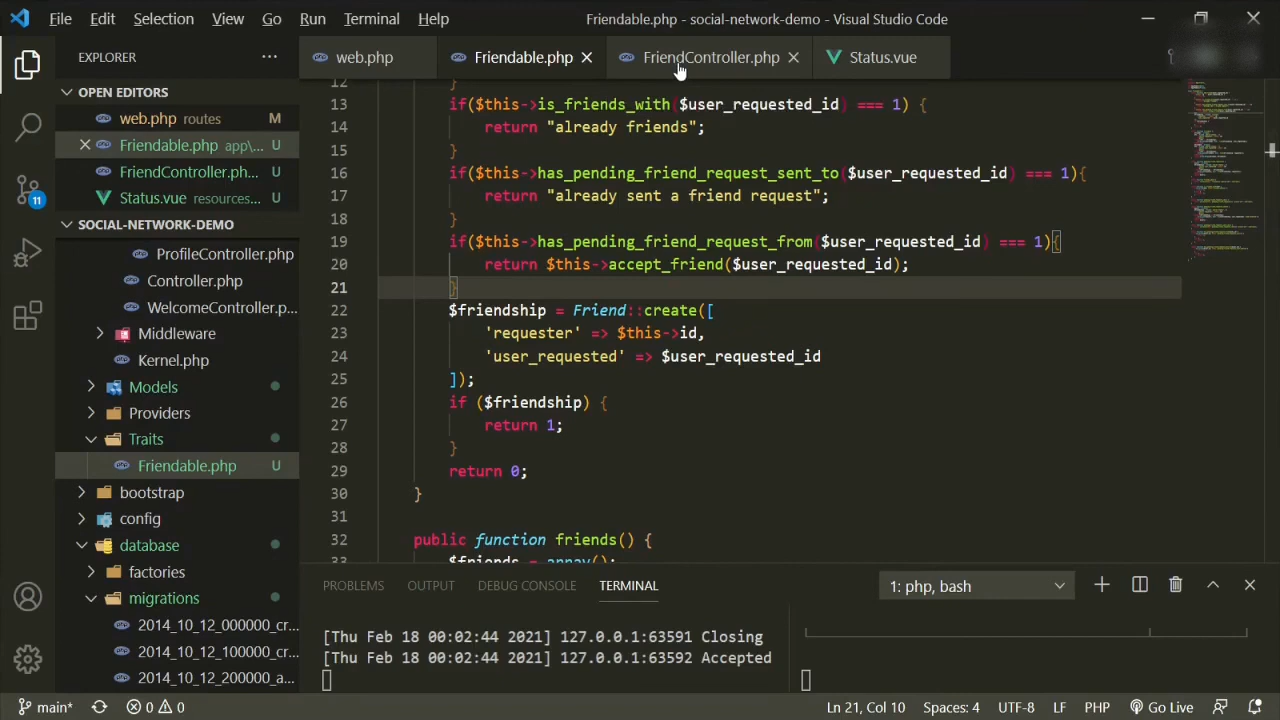 File Edit Selection View Go Run Terminal Help
Friendable.php - social-network-demo - Visual Studio Code
EXPLORER
web.php
Friendable.php
FriendController.php
Status.vue
OPEN EDITORS
web.php routes M
Friendable.php app\... U
FriendController.ph... U
Status.vue resources... U
11
SOCIAL-NETWORK-DEMO
ProfileController.php
Controller.php
WelcomeController.p...
Middleware
Kernel.php
Models
Providers
Traits
Friendable.php U
bootstrap
config
database
factories
migrations
2014_10_12_000000_cr...
2014_10_12_100000_cr...
2014_10_12_200000_a...
12 }
13 if($this->is_friends_with($user_requested_id) === 1) {
14 return "already friends";
15 }
16 if($this->has_pending_friend_request_sent_to($user_requested_id) === 1){
17 return "already sent a friend request";
18 }
19 if($this->has_pending_friend_request_from($user_requested_id) === 1){
20 return $this->accept_friend($user_requested_id);
21 }
22 $friendship = Friend::create([
23 'requester' => $this->id,
24 'user_requested' => $user_requested_id
25 ]);
26 if ($friendship) {
27 return 1;
28 }
29 return 0;
30 }
31
32 public function friends() {
33 $friends = array();
PROBLEMS OUTPUT DEBUG CONSOLE TERMINAL
1: php, bash
[Thu Feb 18 00:02:44 2021] 127.0.0.1:63591 Closing
[Thu Feb 18 00:02:44 2021] 127.0.0.1:63592 Accepted
main* 0 0 Ln 21, Col 10 Spaces: 4 UTF-8 LF PHP Go Live